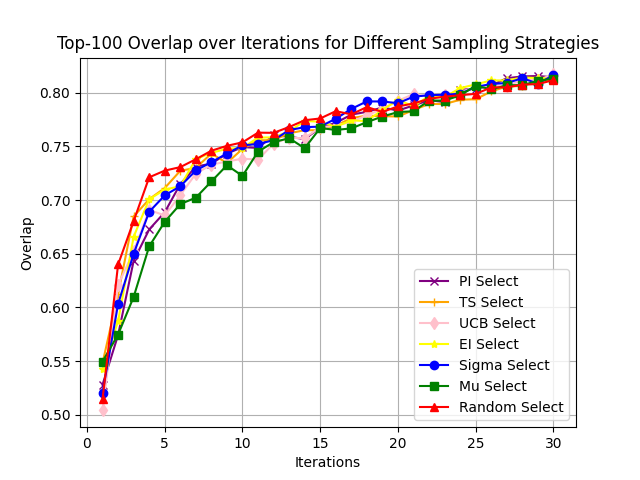 Top-100 Overlap over Iterations for Different Sampling Strategies
0.80
0.75
0.70
0.65
0.60
0.55
0.50
Overlap
PI Select
TS Select
UCB Select
EI Select
Sigma Select
Mu Select
Random Select
0 5 10 15 20 25 30
Iterations